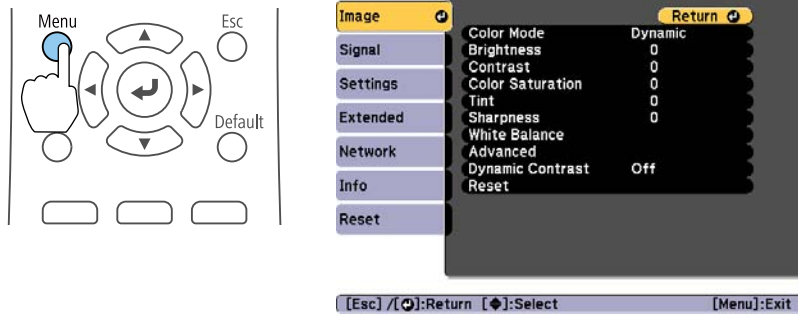 Menu
Esc
Default
Image
Signal
Settings
Extended
Network
Info
Reset
Return
Color Mode Dynamic
Brightness 0
Contrast 0
Color Saturation 0
Tint 0
Sharpness 0
White Balance
Advanced
Dynamic Contrast Off
Reset
[Esc] /[⏎]:Return [◆]:Select [Menu]:Exit